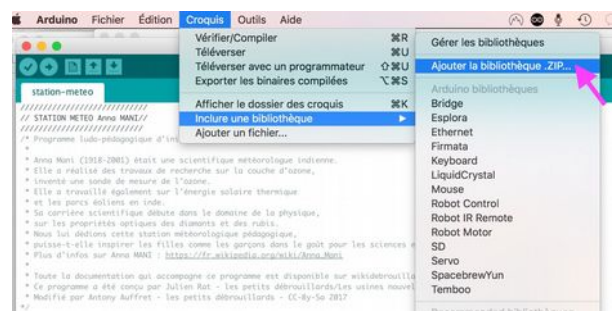 Arduino Fichier Édition Croquis Outils Aide
Vérifier/Compiler ⌘R
Téléverser ⌘U
Téléverser avec un programmateur ⇧⌘U
Exporter les binaires compilées ⌥⌘S
Afficher le dossier des croquis ⌘K
Inclure une bibliothèque ▶
Ajouter un fichier...
Gérer les bibliothèques
Ajouter la bibliothèque .ZIP...
Arduino bibliothèques
Bridge
Esplora
Ethernet
Firmata
Keyboard
LiquidCrystal
Mouse
Robot Control
Robot IR Remote
Robot Motor
SD
Servo
SpacebrewYun
Temboo
station-meteo
////////////////////////////
// STATION METEO Anna MANI//
////////////////////////////
/* Programme ludo-pédagogique d'ini
*
* Anna Mani (1918-2001) était une scientifique météorologue indienne.
* Elle a réalisé des travaux de recherche sur la couche d'ozone,
* inventé une sonde de mesure de l'ozone.
* Elle a travaillé également sur l'énergie solaire thermique
* et les parcs éoliens en inde.
* Sa carrière scientifique débute dans le domaine de la physique,
* sur les propriétés optiques des diamants et des rubis.
* Nous lui dédions cette station météorologique pédagogique,
* puisse-t-elle inspirer les filles comme les garçons dans le goût pour les sciences e
* Plus d'infos sur Anna MANI : https://fr.wikipedia.org/wiki/Anna_Mani
*
* Toute la documentation qui accompagne ce programme est disponible sur wikidebrouilla
* Ce programme a été conçu par Julien Rat - les petits débrouillards/Les usines nouvel
* Modifié par Antony Auffret - les petits débrouillards - CC-By-Sa 2017
*/